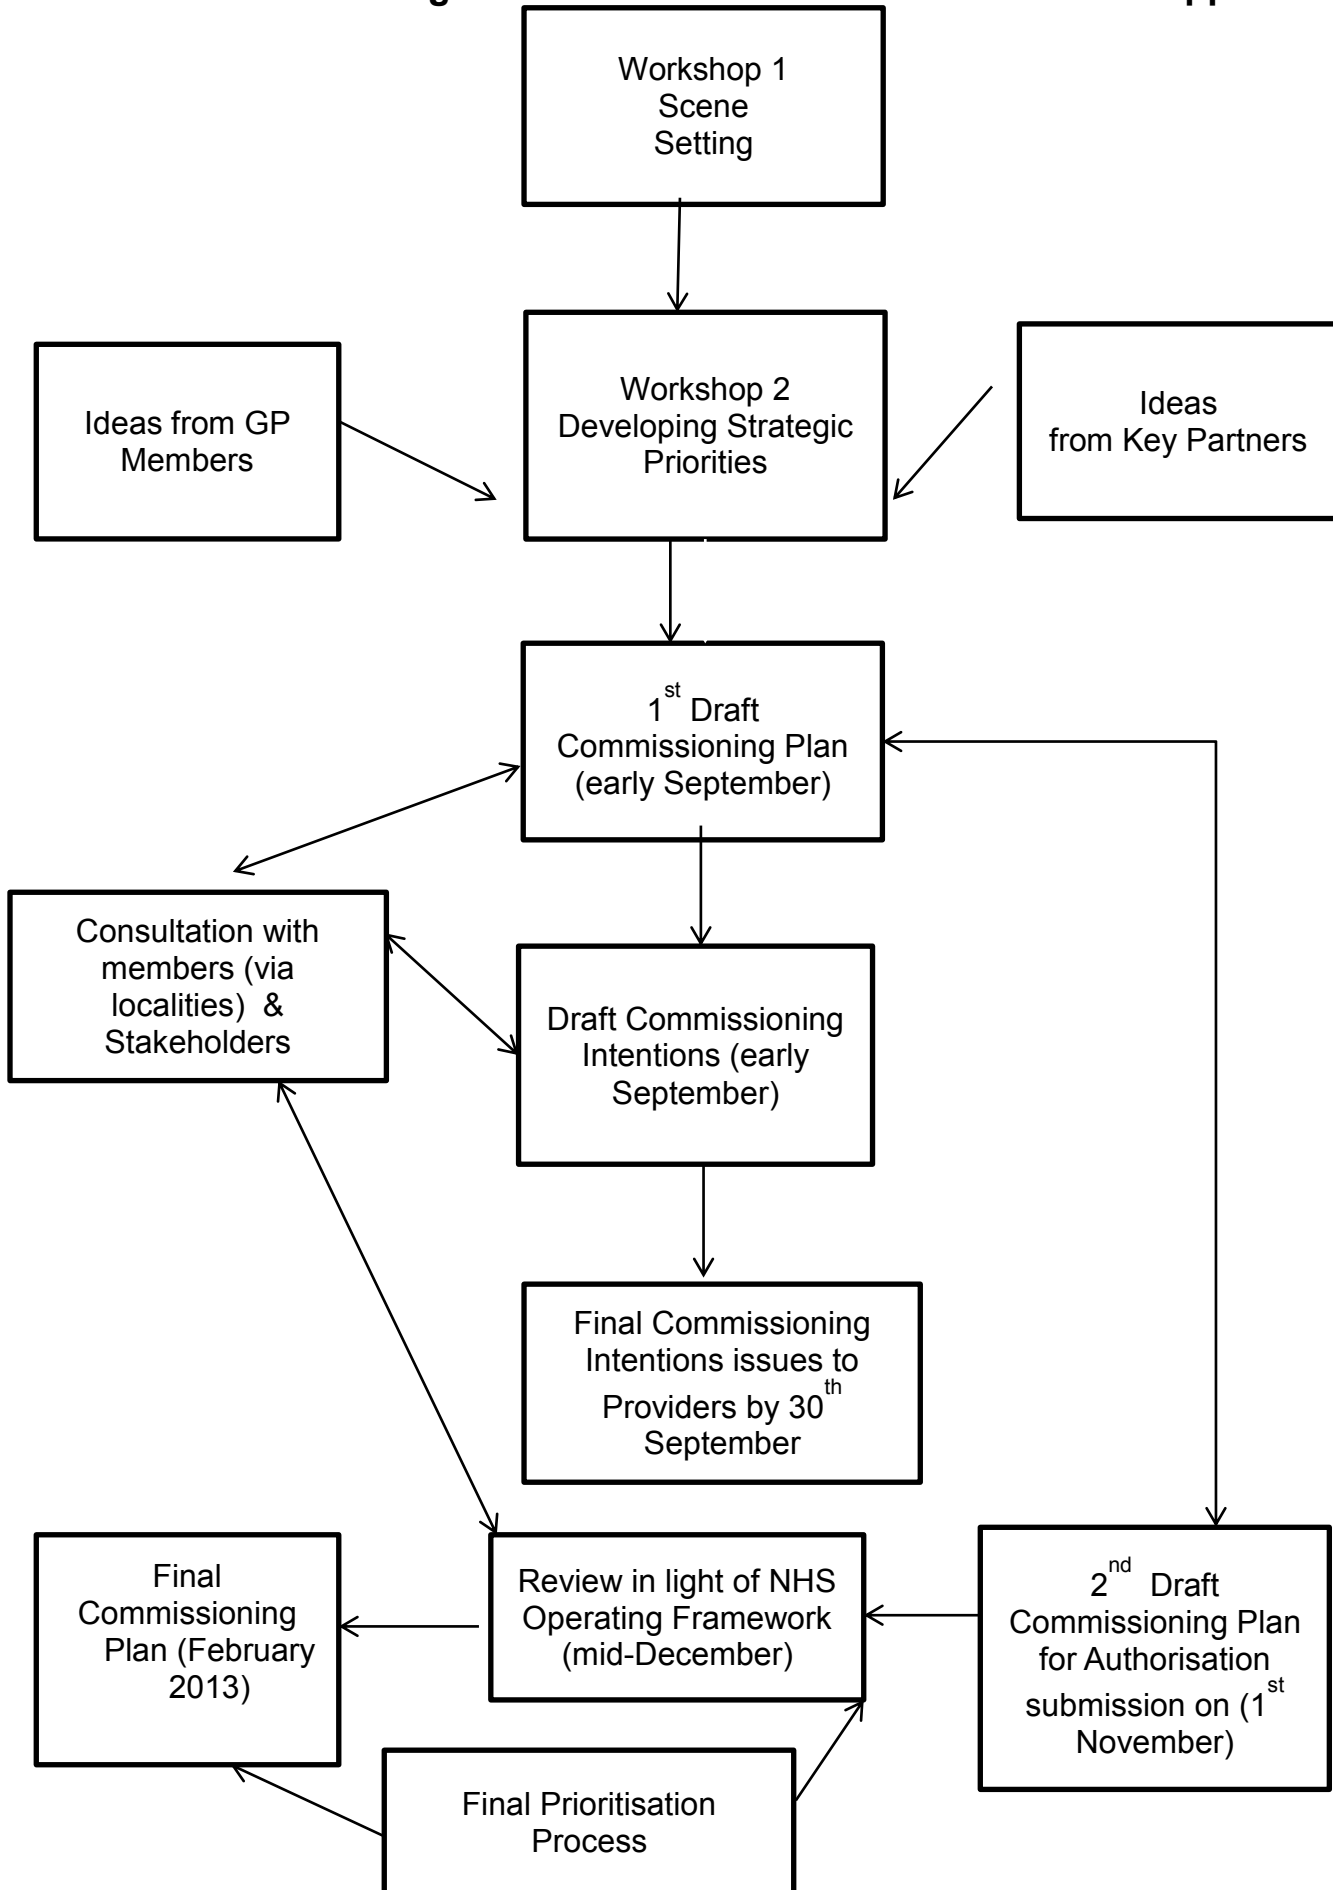 Workshop 1
Scene
Setting
Ideas from GP
Members
Workshop 2
Developing Strategic
Priorities
Ideas
from Key Partners
1st Draft
Commissioning Plan
(early September)
Consultation with
members (via
localities) &
Stakeholders
Draft Commissioning
Intentions (early
September)
Final Commissioning
Intentions issues to
Providers by 30th
September
Final
Commissioning
Plan (February
2013)
Review in light of NHS
Operating Framework
(mid-December)
2nd Draft
Commissioning Plan
for Authorisation
submission on (1st
November)
Final Prioritisation
Process